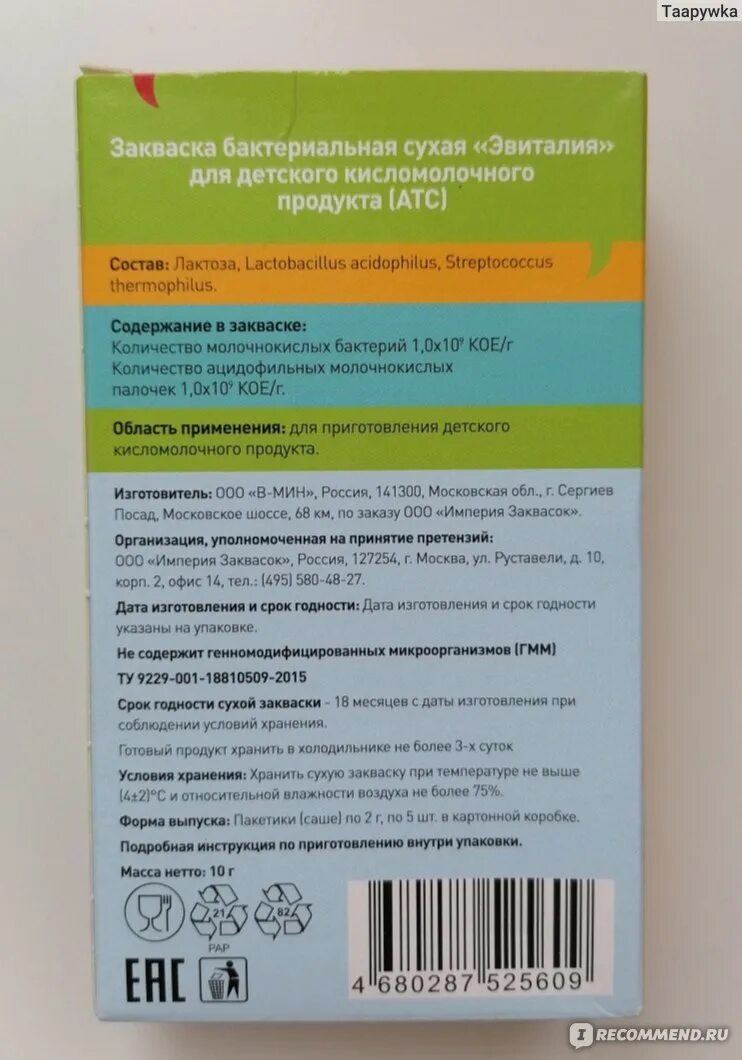 Таарywka
Закваска бактериальная сухая «Эвиталия»
для детского кисломолочного
продукта (АТС)
Состав: Лактоза, Lactobacillus acidophilus, Streptococcus
thermophilus.
Содержание в закваске:
Количество молочнокислых бактерий 1,0х10⁹ КОЕ/г
Количество ацидофильных молочнокислых
палочек 1,0х10⁹ КОЕ/г.
Область применения: для приготовления детского
кисломолочного продукта.
Изготовитель: ООО «В-МИН», Россия, 141300, Московская обл., г. Сергиев
Посад, Московское шоссе, 68 км, по заказу ООО «Империя Заквасок».
Организация, уполномоченная на принятие претензий:
ООО «Империя Заквасок», Россия, 127254, г. Москва, ул. Руставели, д. 10,
корп. 2, офис 14, тел.: (495) 580-48-27.
Дата изготовления и срок годности: Дата изготовления и срок годности
указаны на упаковке.
Не содержит генномодифицированных микроорганизмов (ГММ)
ТУ 9229-001-18810509-2015
Срок годности сухой закваски - 18 месяцев с даты изготовления при
соблюдении условий хранения.
Готовый продукт хранить в холодильнике не более 3-х суток
Условия хранения: Хранить сухую закваску при температуре не выше
(4±2)°С и относительной влажности воздуха не более 75%.
Форма выпуска: Пакетики (саше) по 2 г, по 5 шт. в картонной коробке.
Подробная инструкция по приготовлению внутри упаковки.
Масса нетто: 10 г
21 82
PAP
EAC
4 680287 525609
I RECOMMEND.RU